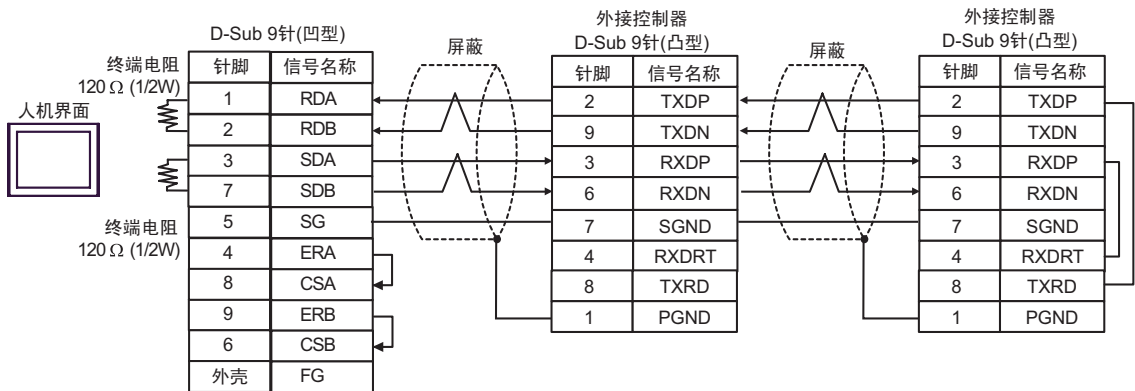 外接控制器
外接控制器
D-Sub 9针(凹型)
D-Sub 9针(凸型)
D-Sub 9针(凸型)
屏蔽
屏蔽
终端电阻
120 Ω (1/2W)
人机界面
终端电阻
120 Ω (1/2W)
针脚 信号名称
1 RDA
2 RDB
3 SDA
7 SDB
5 SG
4 ERA
8 CSA
9 ERB
6 CSB
外壳 FG
针脚 信号名称
2 TXDP
9 TXDN
3 RXDP
6 RXDN
7 SGND
4 RXDRT
8 TXRD
1 PGND
针脚 信号名称
2 TXDP
9 TXDN
3 RXDP
6 RXDN
7 SGND
4 RXDRT
8 TXRD
1 PGND